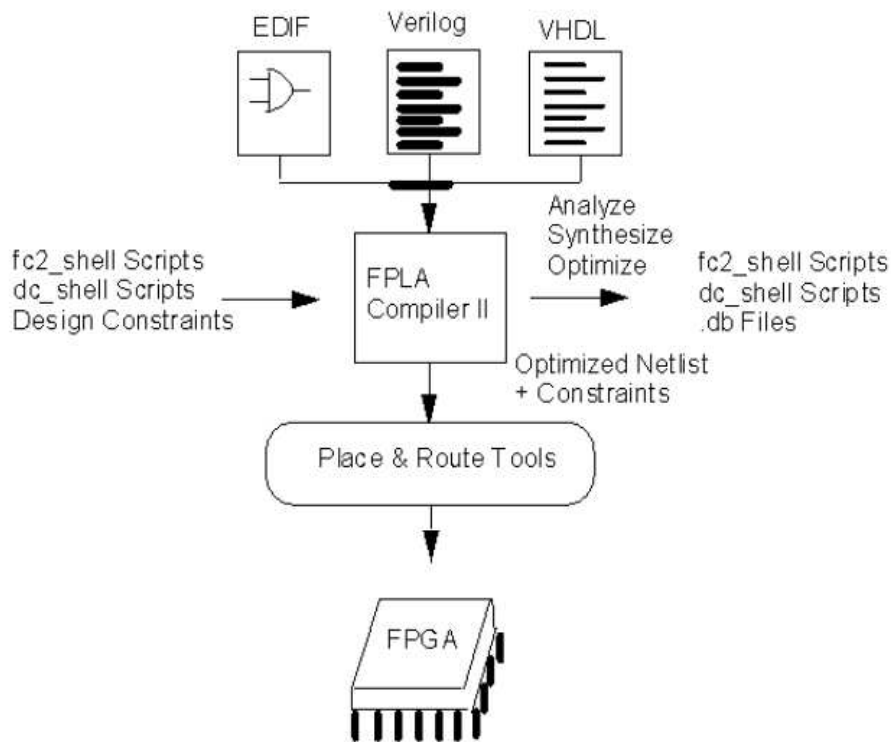 EDIF
Verilog
VHDL
Analyze
Synthesize
Optimize
fc2_shell Scripts
dc_shell Scripts
Design Constraints
FPLA
Compiler II
fc2_shell Scripts
dc_shell Scripts
.db Files
Optimized Netlist
+ Constraints
Place & Route Tools
FPGA